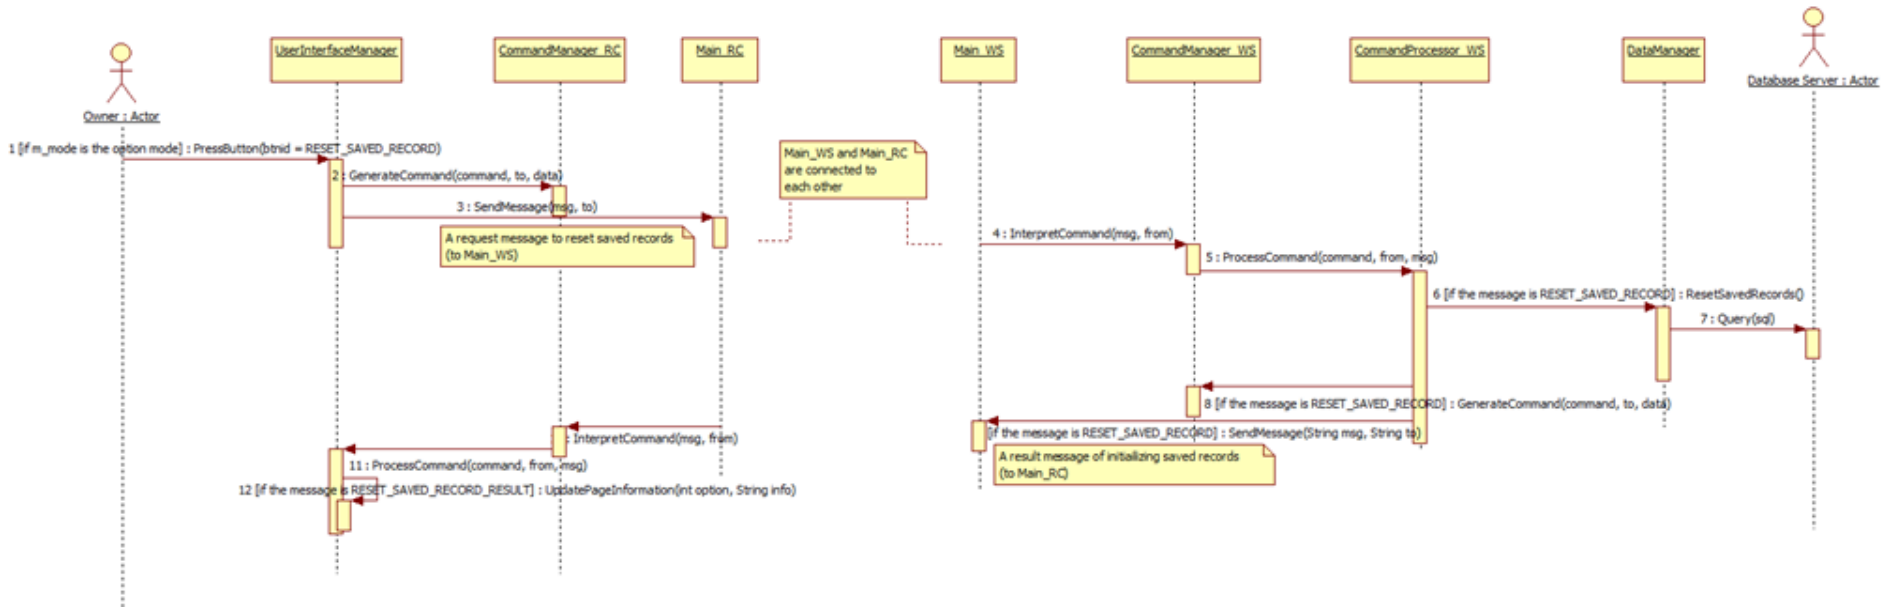 UserInterfaceManager
CommandManager_RC
Main_RC
Main_WS
CommandManager_WS
CommandProcessor_WS
DataManager
Database Server : Actor
Owner : Actor
1 [if m_mode is the option mode] : PressButton(btnid = RESET_SAVED_RECORD)
Main_WS and Main_RC
are connected to
each other
2 : GenerateCommand(command, to, data)
3 : SendMessage(msg, to)
A request message to reset saved records
(to Main_WS)
4 : InterpretCommand(msg, from)
5 : ProcessCommand(command, from, msg)
6 [if the message is RESET_SAVED_RECORD] : ResetSavedRecords()
7 : Query(sql)
8 [if the message is RESET_SAVED_RECORD] : GenerateCommand(command, to, data)
[if the message is RESET_SAVED_RECORD] : SendMessage(String msg, String to)
A result message of initiailizing saved records
(to Main_RC)
: InterpretCommand(msg, from)
11 : ProcessCommand(command, from, msg)
12 [if the message is RESET_SAVED_RECORD_RESULT] : UpdatePageInformation(int option, String info)